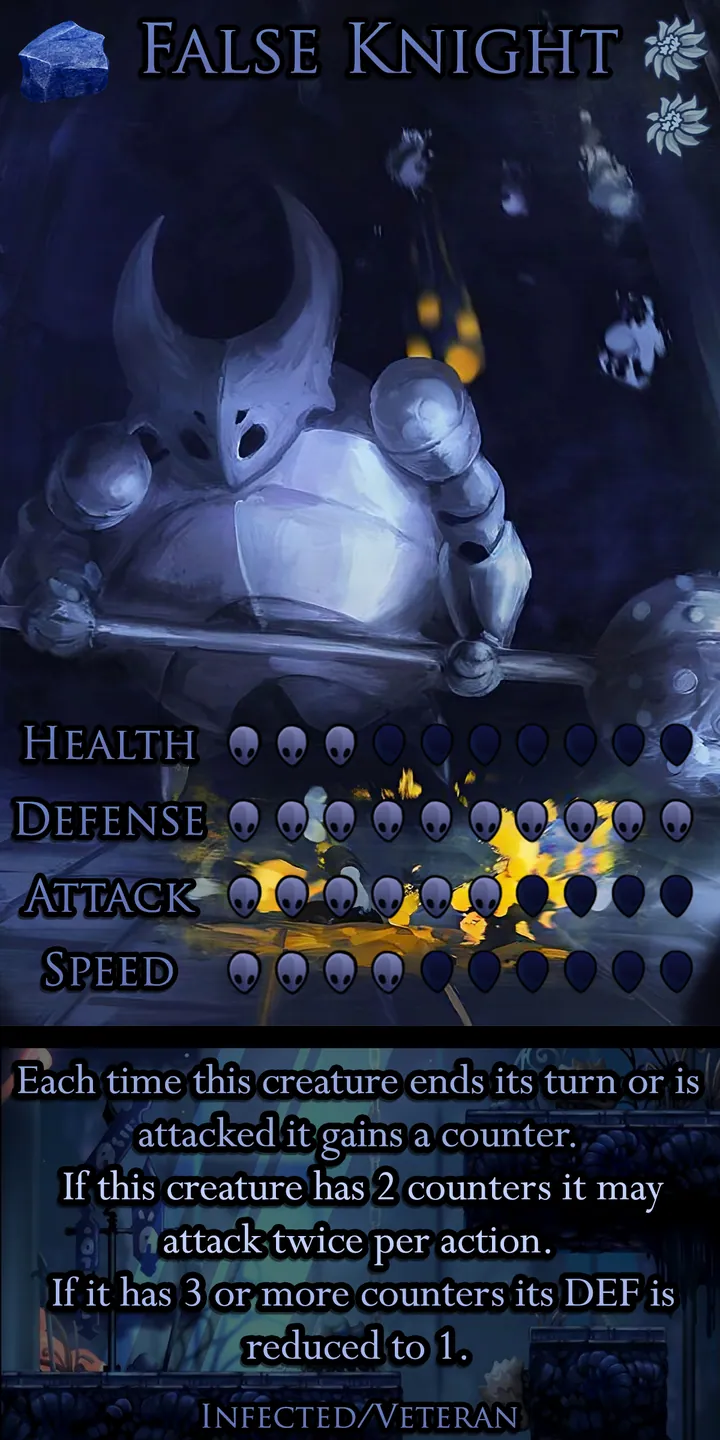 False Knight
Health
Defense
Attack
Speed
Each time this creature ends its turn or is
attacked it gains a counter.
If this creature has 2 counters it may
attack twice per action.
If it has 3 or more counters its DEF is
reduced to 1.
Infected/Veteran